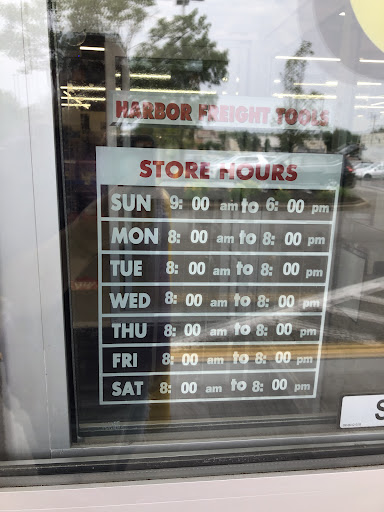 HARBOR FREIGHT TOOLS
STORE HOURS
SUN 9: 00 am to 6: 00 pm
MON 8: 00 am to 8: 00 pm
TUE 8: 00 am to 8: 00 pm
WED 8: 00 am to 8: 00 pm
THU 8: 00 am to 8: 00 pm
FRI 8: 00 am to 8: 00 pm
SAT 8: 00 am to 8: 00 pm
S